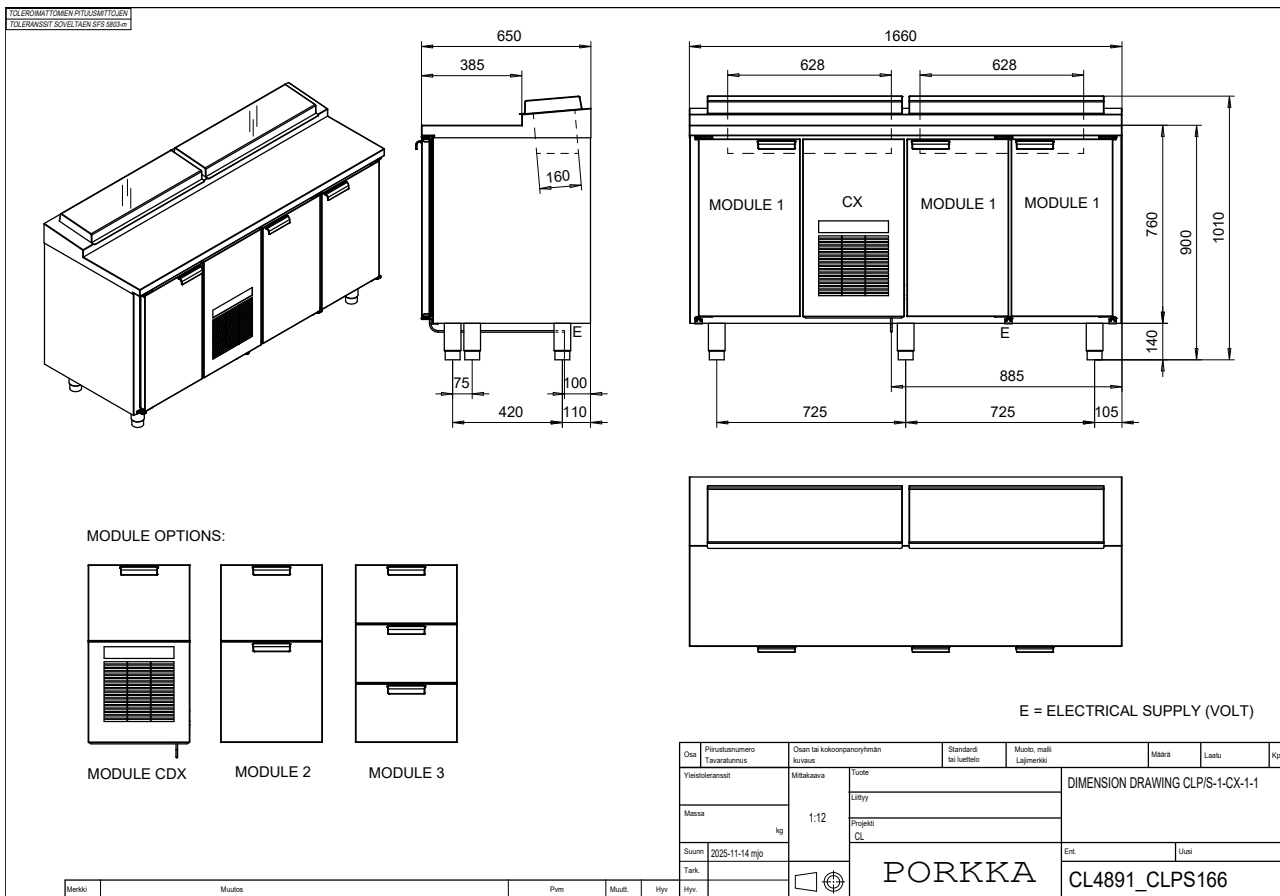 TOLEROIMATTOMIEN PITUUSMITTOJEN
TOLERANSSIT SOVELTAEN SFS 5803-m
650
385
160
E
75
100
420
110
1660
628
628
MODULE 1
CX
MODULE 1
MODULE 1
760
900
1010
140
E
885
725
725
105
MODULE OPTIONS:
MODULE CDX
MODULE 2
MODULE 3
E = ELECTRICAL SUPPLY (VOLT)
Osa
Piirustusnumero
Tavaratunnus
Osan tai kokoonpanoryhmän
kuvaus
Standardi
tai luettelo
Muoto, malli
Lajimerkki
Määrä
Laatu
Kp
Yleistoleranssit
Mittakaava
1:12
Massa
kg
Tuote
Liittyy
Projekti
CL
DIMENSION DRAWING CLP/S-1-CX-1-1
Suunn
2025-11-14 mjo
Tark.
Hyv.
PORKKA
Ent.
Uusi
CL4891_CLPS166
Merkki
Muutos
Pvm
Muutt.
Hyv